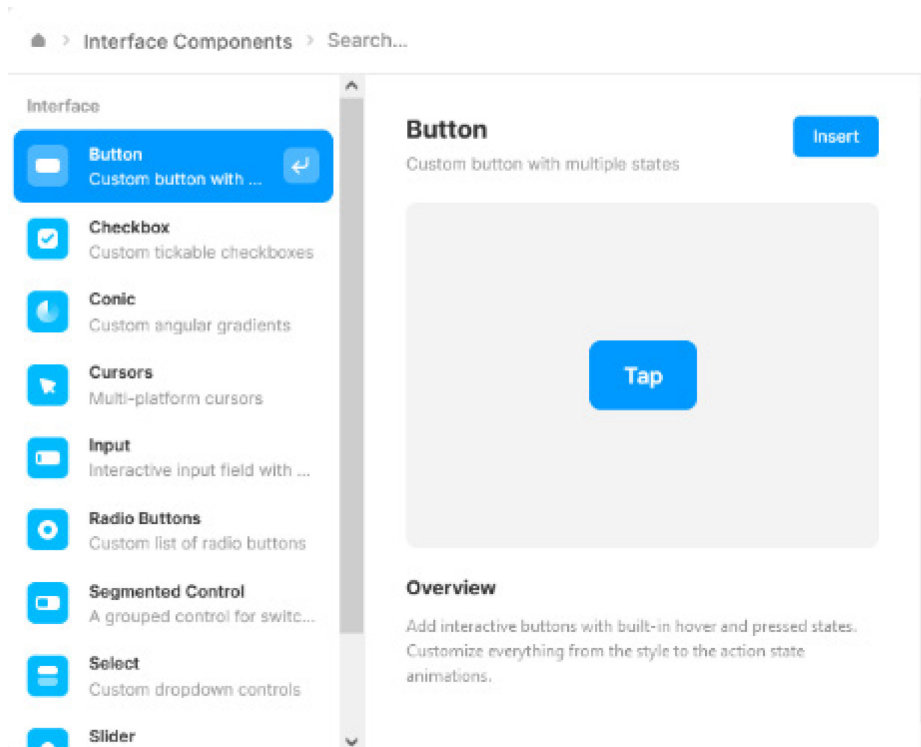 Interface Components > Search...
Interface
Button
Custom button with ...
Checkbox
Custom tickable checkboxes
Conic
Custom angular gradients
Cursors
Multi-platform cursors
Input
Interactive input field with ...
Radio Buttons
Custom list of radio buttons
Segmented Control
A grouped control for switc...
Select
Custom dropdown controls
Slider
Button
Insert
Custom button with multiple states
Tap
Overview
Add interactive buttons with built-in hover and pressed states.
Customize everything from the style to the action state
animations.